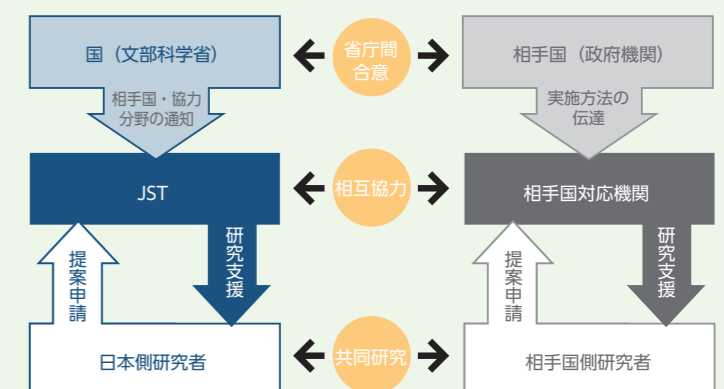 国（文部科学省）
省庁間
合意
相手国（政府機関）
相手国・協力
分野の通知
実施方法の
伝達
JST
相互協力
相手国対応機関
提案申請
研究支援
提案申請
研究支援
日本側研究者
共同研究
相手国側研究者